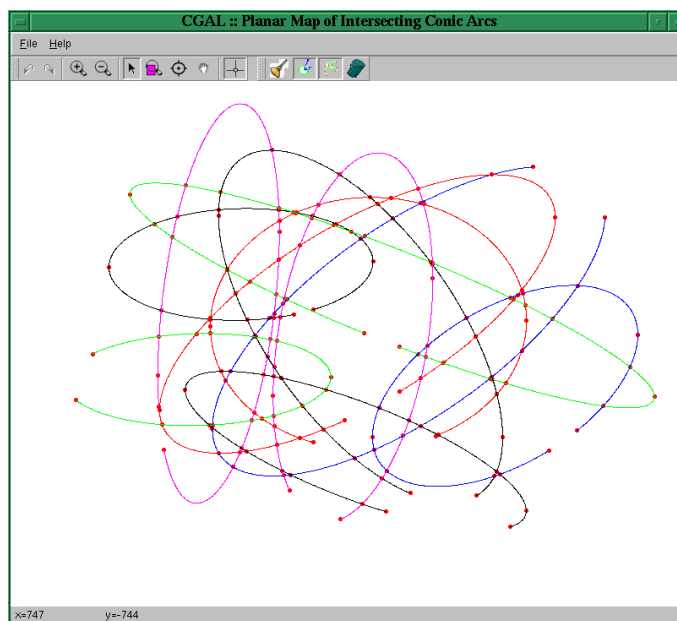 CGAL :: Planar Map of Intersecting Conic Arcs
File Help
x=747 y=-744